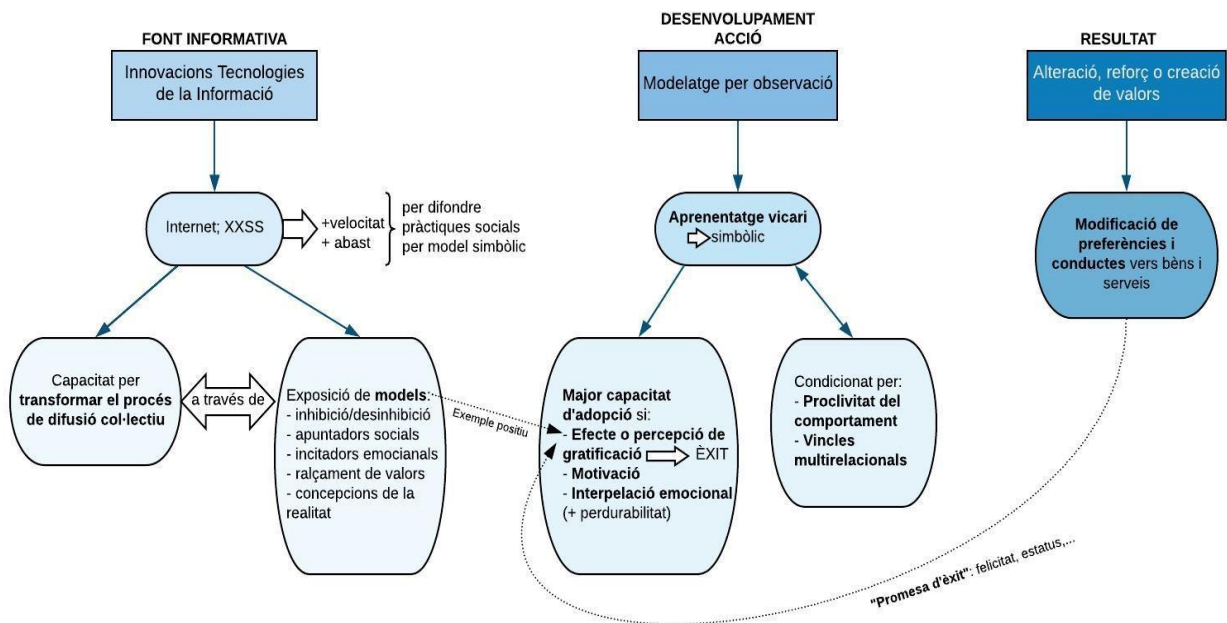 FONT INFORMATIVA
Innovacions Tecnologies
de la Informació
Internet; XXSS
+velocitat
+ abast
per difondre
pràctiques socials
per model simbòlic
Capacitat per
transformar el procés
de difusió col·lectiu
a través de
Exposició de models:
- inhibició/desinhibició
- apuntadors socials
- incitadors emocianals
- ralçament de valors
- concepcions de la
realitat
Exemple positiu
DESENVOLUPAMENT
ACCIÓ
Modelatge per observació
Aprenentatge vicari
simbòlic
Major capacitat
d'adopció si:
- Efecte o percepció de
gratificació ÈXIT
- Motivació
- Interpelació emocional
(+ perdurabilitat)
Condicionat per:
- Proclivitat del
comportament
- Vincles
multirelacionals
RESULTAT
Alteració, reforç o creació
de valors
Modificació de
preferències i
conductes vers bèns i
serveis
"Promesa d'èxit": felicitat, estatus,...